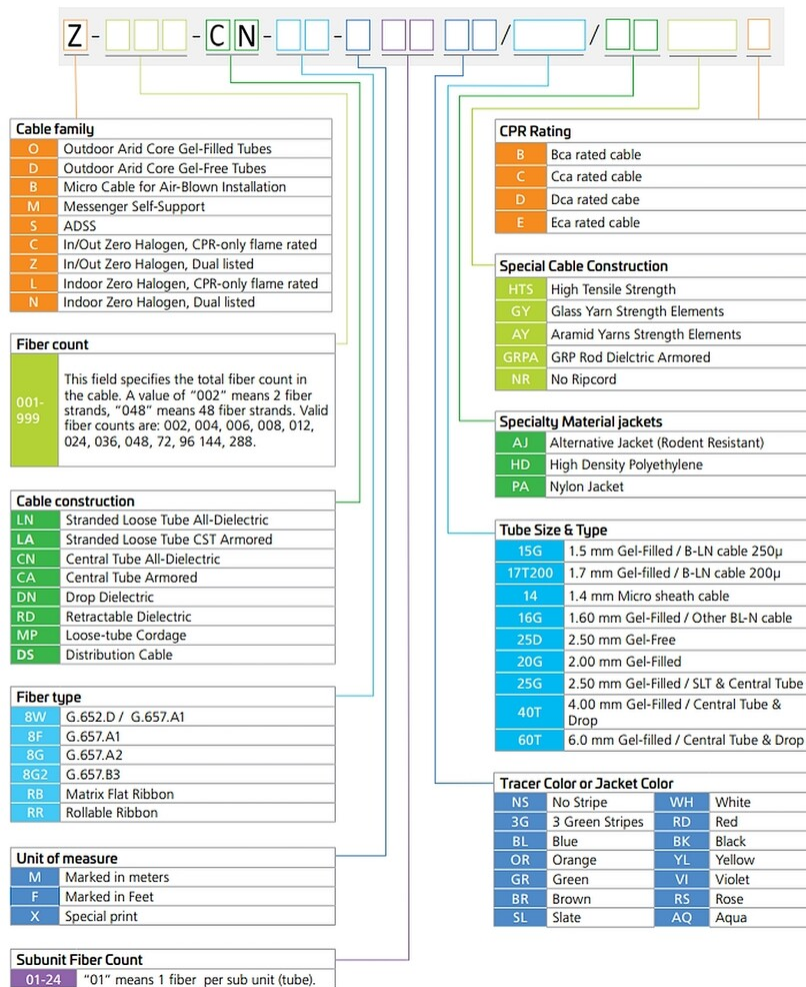 Z - - CN - - / /
Cable family
O Outdoor Arid Core Gel-Filled Tubes
D Outdoor Arid Core Gel-Free Tubes
B Micro Cable for Air-Blown Installation
M Messenger Self-Support
S ADSS
C In/Out Zero Halogen, CPR-only flame rated
Z In/Out Zero Halogen, Dual listed
L Indoor Zero Halogen, CPR-only flame rated
N Indoor Zero Halogen, Dual listed
Fiber count
001-
999
This field specifies the total fiber count in
the cable. A value of “002” means 2 fiber
strands, “048” means 48 fiber strands. Valid
fiber counts are: 002, 004, 006, 008, 012,
024, 036, 048, 72, 96 144, 288.
Cable construction
LN Stranded Loose Tube All-Dielectric
LA Stranded Loose Tube CST Armored
CN Central Tube All-Dielectric
CA Central Tube Armored
DN Drop Dielectric
RD Retractable Dielectric
MP Loose-tube Cordage
DS Distribution Cable
Fiber type
8W G.652.D / G.657.A1
8F G.657.A1
8G G.657.A2
8G2 G.657.B3
RB Matrix Flat Ribbon
RR Rollable Ribbon
Unit of measure
M Marked in meters
F Marked in Feet
X Special print
Subunit Fiber Count
01-24 “01” means 1 fiber per sub unit (tube).
CPR Rating
B Bca rated cable
C Cca rated cable
D Dca rated cabe
E Eca rated cable
Special Cable Construction
HTS High Tensile Strength
GY Glass Yarn Strength Elements
AY Aramid Yarns Strength Elements
GRPA GRP Rod Dielctric Armored
NR No Ripcord
Specialty Material jackets
AJ Alternative Jacket (Rodent Resistant)
HD High Density Polyethylene
PA Nylon Jacket
Tube Size & Type
15G 1.5 mm Gel-Filled / B-LN cable 250µ
17T200 1.7 mm Gel-filled / B-LN cable 200µ
14 1.4 mm Micro sheath cable
16G 1.60 mm Gel-Filled / Other BL-N cable
25D 2.50 mm Gel-Free
20G 2.00 mm Gel-Filled
25G 2.50 mm Gel-Filled / SLT & Central Tube
40T 4.00 mm Gel-Filled / Central Tube &
Drop
60T 6.0 mm Gel-filled / Central Tube & Drop
Tracer Color or Jacket Color
NS No Stripe WH White
3G 3 Green Stripes RD Red
BL Blue BK Black
OR Orange YL Yellow
GR Green VI Violet
BR Brown RS Rose
SL Slate AQ Aqua